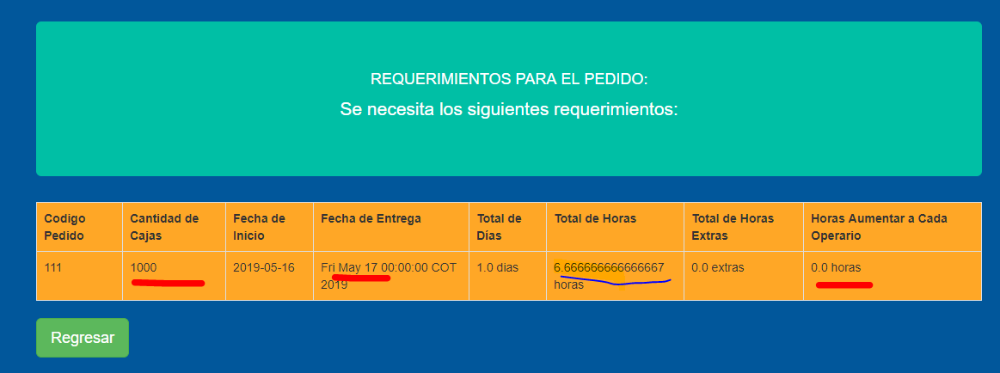 REQUERIMIENTOS PARA EL PEDIDO:
Se necesita los siguientes requerimientos:
Codigo Pedido
Cantidad de Cajas
Fecha de Inicio
Fecha de Entrega
Total de Días
Total de Horas
Total de Horas Extras
Horas Aumentar a Cada Operario
111
1000
2019-05-16
Fri May 17 00:00:00 COT 2019
1.0 dias
6.666666666666667 horas
0.0 extras
0.0 horas
Regresar